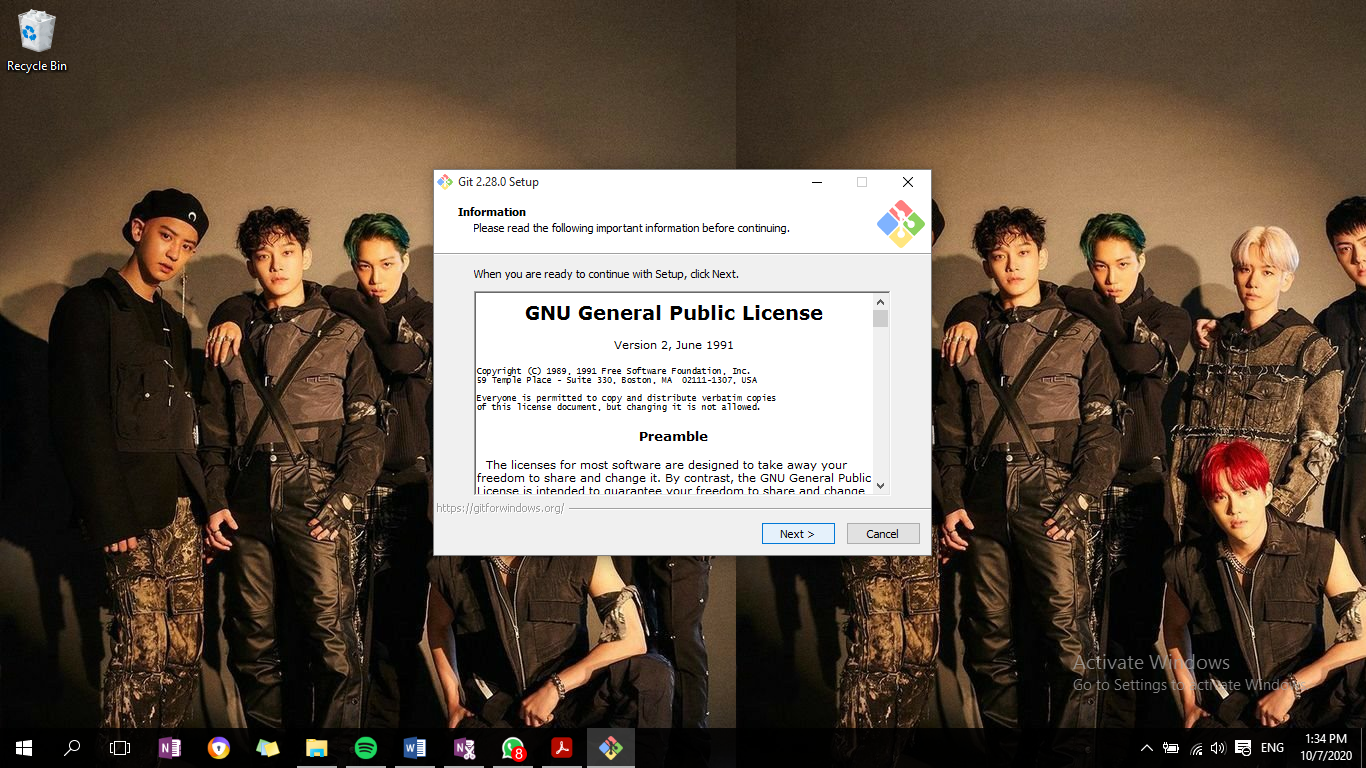 Recycle Bin
Git 2.28.0 Setup
Information
Please read the following important information before continuing.
When you are ready to continue with Setup, click Next.
GNU General Public License
Version 2, June 1991
Copyright (C) 1989, 1991 Free Software Foundation, Inc.
59 Temple Place - Suite 330, Boston, MA  02111-1307, USA
Everyone is permitted to copy and distribute verbatim copies
of this license document, but changing it is not allowed.
Preamble
The licenses for most software are designed to take away your
freedom to share and change it. By contrast, the GNU General Public
License is intended to guarantee your freedom to share and change
https://gitforwindows.org/
Next >
Cancel
Activate Windows
Go to Settings to activate Windows.
8
ENG
1:34 PM
10/7/2020